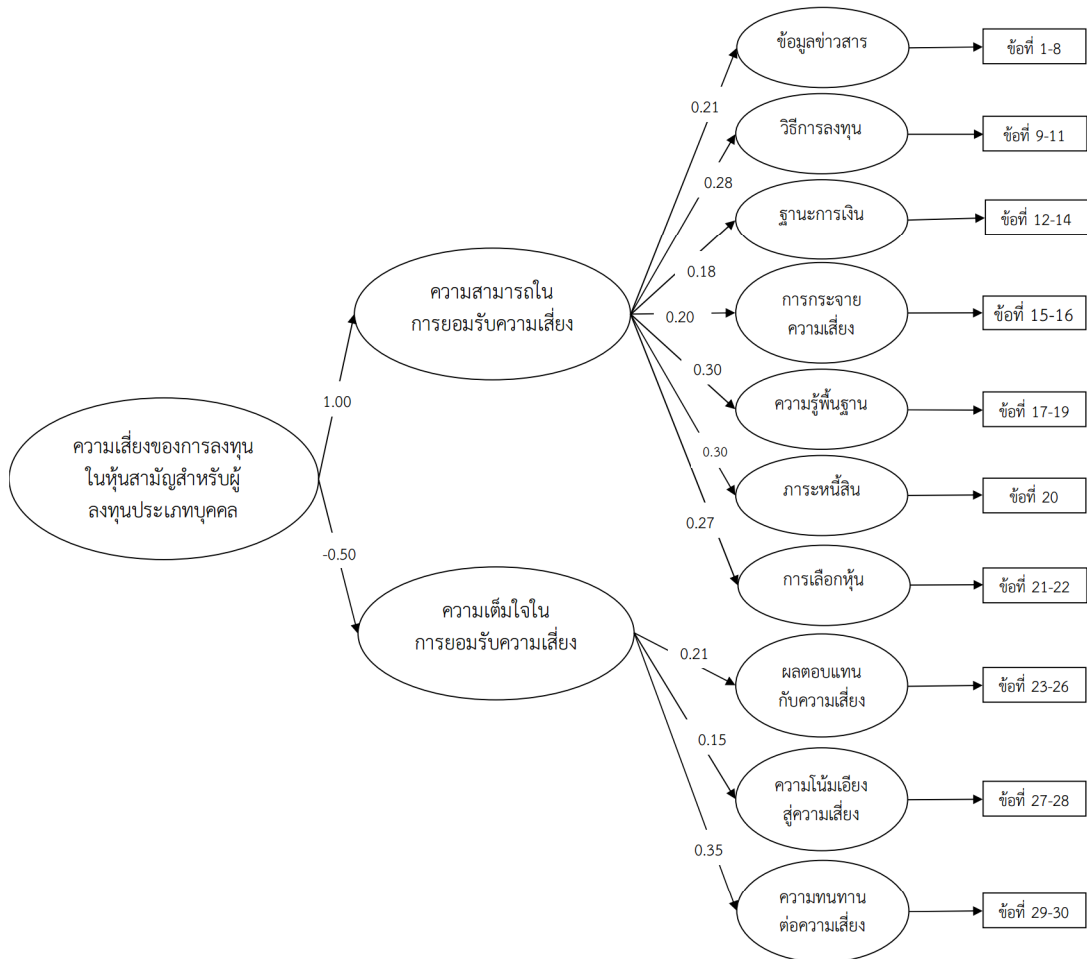 ข้อมูลข่าวสาร
ข้อที่ 1-8
0.21
วิธีการลงทุน
ข้อที่ 9-11
0.28
ฐานะการเงิน
ข้อที่ 12-14
0.18
ความสามารถใน
การยอมรับความเสี่ยง
การกระจาย
ความเสี่ยง
ข้อที่ 15-16
0.20
0.30
ความรู้พื้นฐาน
ข้อที่ 17-19
1.00
0.30
ความเสี่ยงของการลงทุน
ในหุ้นสามัญสำหรับผู้
ลงทุนประเภทบุคคล
ภาระหนี้สิน
ข้อที่ 20
0.27
-0.50
การเลือกหุ้น
ข้อที่ 21-22
ความเต็มใจใน
การยอมรับความเสี่ยง
0.21
ผลตอบแทน
กับความเสี่ยง
ข้อที่ 23-26
0.15
ความโน้มเอียง
สู่ความเสี่ยง
ข้อที่ 27-28
0.35
ความทนทาน
ต่อความเสี่ยง
ข้อที่ 29-30